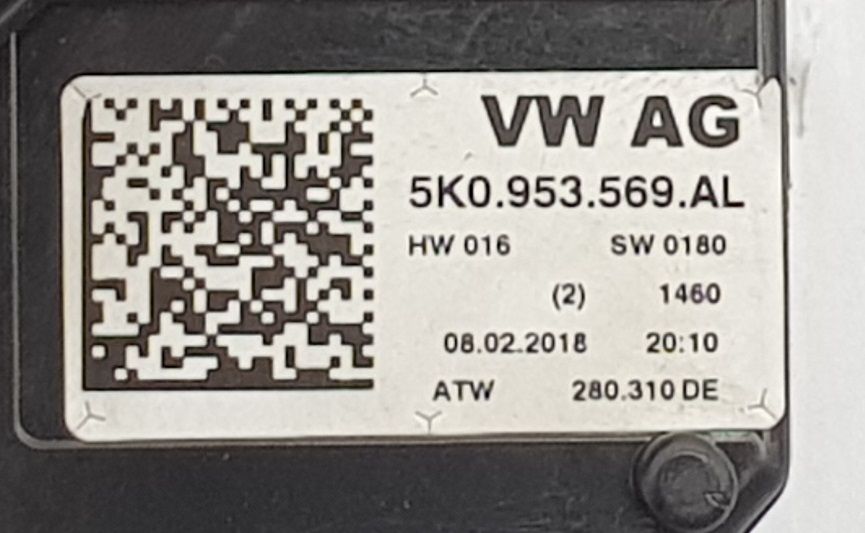 VW AG
5K0.953.569.AL
HW 016 SW 0180
(2) 1460
08.02.2018 20:10
ATW 280.310 DE